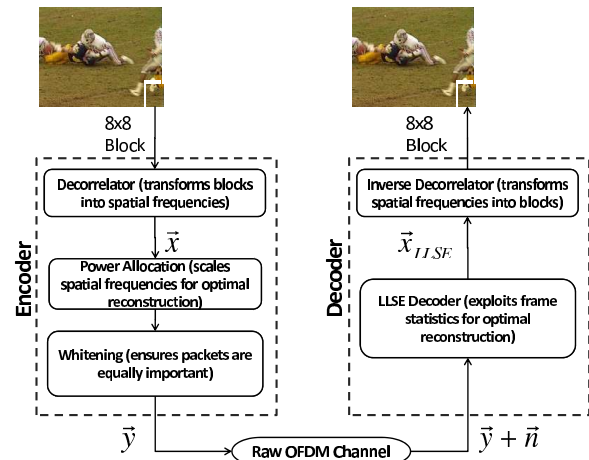 8x8
Block
Encoder
Decorrelator (transforms blocks
into spatial frequencies)
x⃗
Power Allocation (scales
spatial frequencies for optimal
reconstruction)
Whitening (ensures packets are
equally important)
y⃗
Raw OFDM Channel
y⃗ + n⃗
Decoder
LLSE Decoder (exploits frame
statistics for optimal
reconstruction)
x⃗ LLSE
Inverse Decorrelator (transforms
spatial frequencies into blocks)
8x8
Block